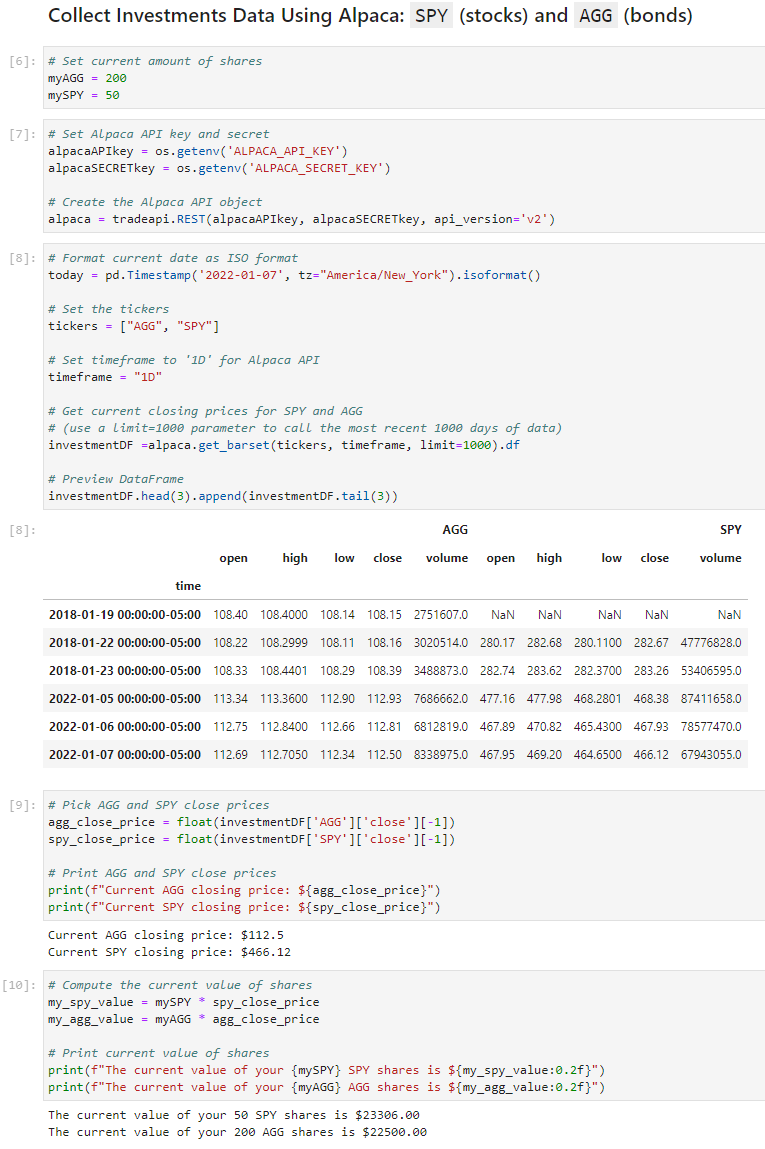 Collect Investments Data Using Alpaca: SPY (stocks) and AGG (bonds)
[6]: # Set current amount of shares
myAGG = 200
mySPY = 50
[7]: # Set Alpaca API key and secret
alpacaAPIkey = os.getenv('ALPACA_API_KEY')
alpacaSECRETkey = os.getenv('ALPACA_SECRET_KEY')
# Create the Alpaca API object
alpaca = tradeapi.REST(alpacaAPIkey, alpacaSECRETkey, api_version='v2')
[8]: # Format current date as ISO format
today = pd.Timestamp('2022-01-07', tz="America/New_York").isoformat()
# Set the tickers
tickers = ["AGG", "SPY"]
# Set timeframe to '1D' for Alpaca API
timeframe = "1D"
# Get current closing prices for SPY and AGG
# (use a limit=1000 parameter to call the most recent 1000 days of data)
investmentDF =alpaca.get_barset(tickers, timeframe, limit=1000).df
# Preview DataFrame
investmentDF.head(3).append(investmentDF.tail(3))
[8]: AGG SPY
open high low close volume open high low close volume
time
2018-01-19 00:00:00-05:00 108.40 108.4000 108.14 108.15 2751607.0 NaN NaN NaN NaN NaN
2018-01-22 00:00:00-05:00 108.22 108.2999 108.11 108.16 3020514.0 280.17 282.68 280.1100 282.67 47776828.0
2018-01-23 00:00:00-05:00 108.33 108.4401 108.29 108.39 3488873.0 282.74 283.62 282.3700 283.26 53406595.0
2022-01-05 00:00:00-05:00 113.34 113.3600 112.90 112.93 7686662.0 477.16 477.98 468.2801 468.38 87411658.0
2022-01-06 00:00:00-05:00 112.75 112.8400 112.66 112.81 6812819.0 467.89 470.82 465.4300 467.93 78577470.0
2022-01-07 00:00:00-05:00 112.69 112.7050 112.34 112.50 8338975.0 467.95 469.20 464.6500 466.12 67943055.0
[9]: # Pick AGG and SPY close prices
agg_close_price = float(investmentDF['AGG']['close'][-1])
spy_close_price = float(investmentDF['SPY']['close'][-1])
# Print AGG and SPY close prices
print(f"Current AGG closing price: ${agg_close_price}")
print(f"Current SPY closing price: ${spy_close_price}")
Current AGG closing price: $112.5
Current SPY closing price: $466.12
[10]: # Compute the current value of shares
my_spy_value = mySPY * spy_close_price
my_agg_value = myAGG * agg_close_price
# Print current value of shares
print(f"The current value of your {mySPY} SPY shares is ${my_spy_value:0.2f}")
print(f"The current value of your {myAGG} AGG shares is ${my_agg_value:0.2f}")
The current value of your 50 SPY shares is $23306.00
The current value of your 200 AGG shares is $22500.00